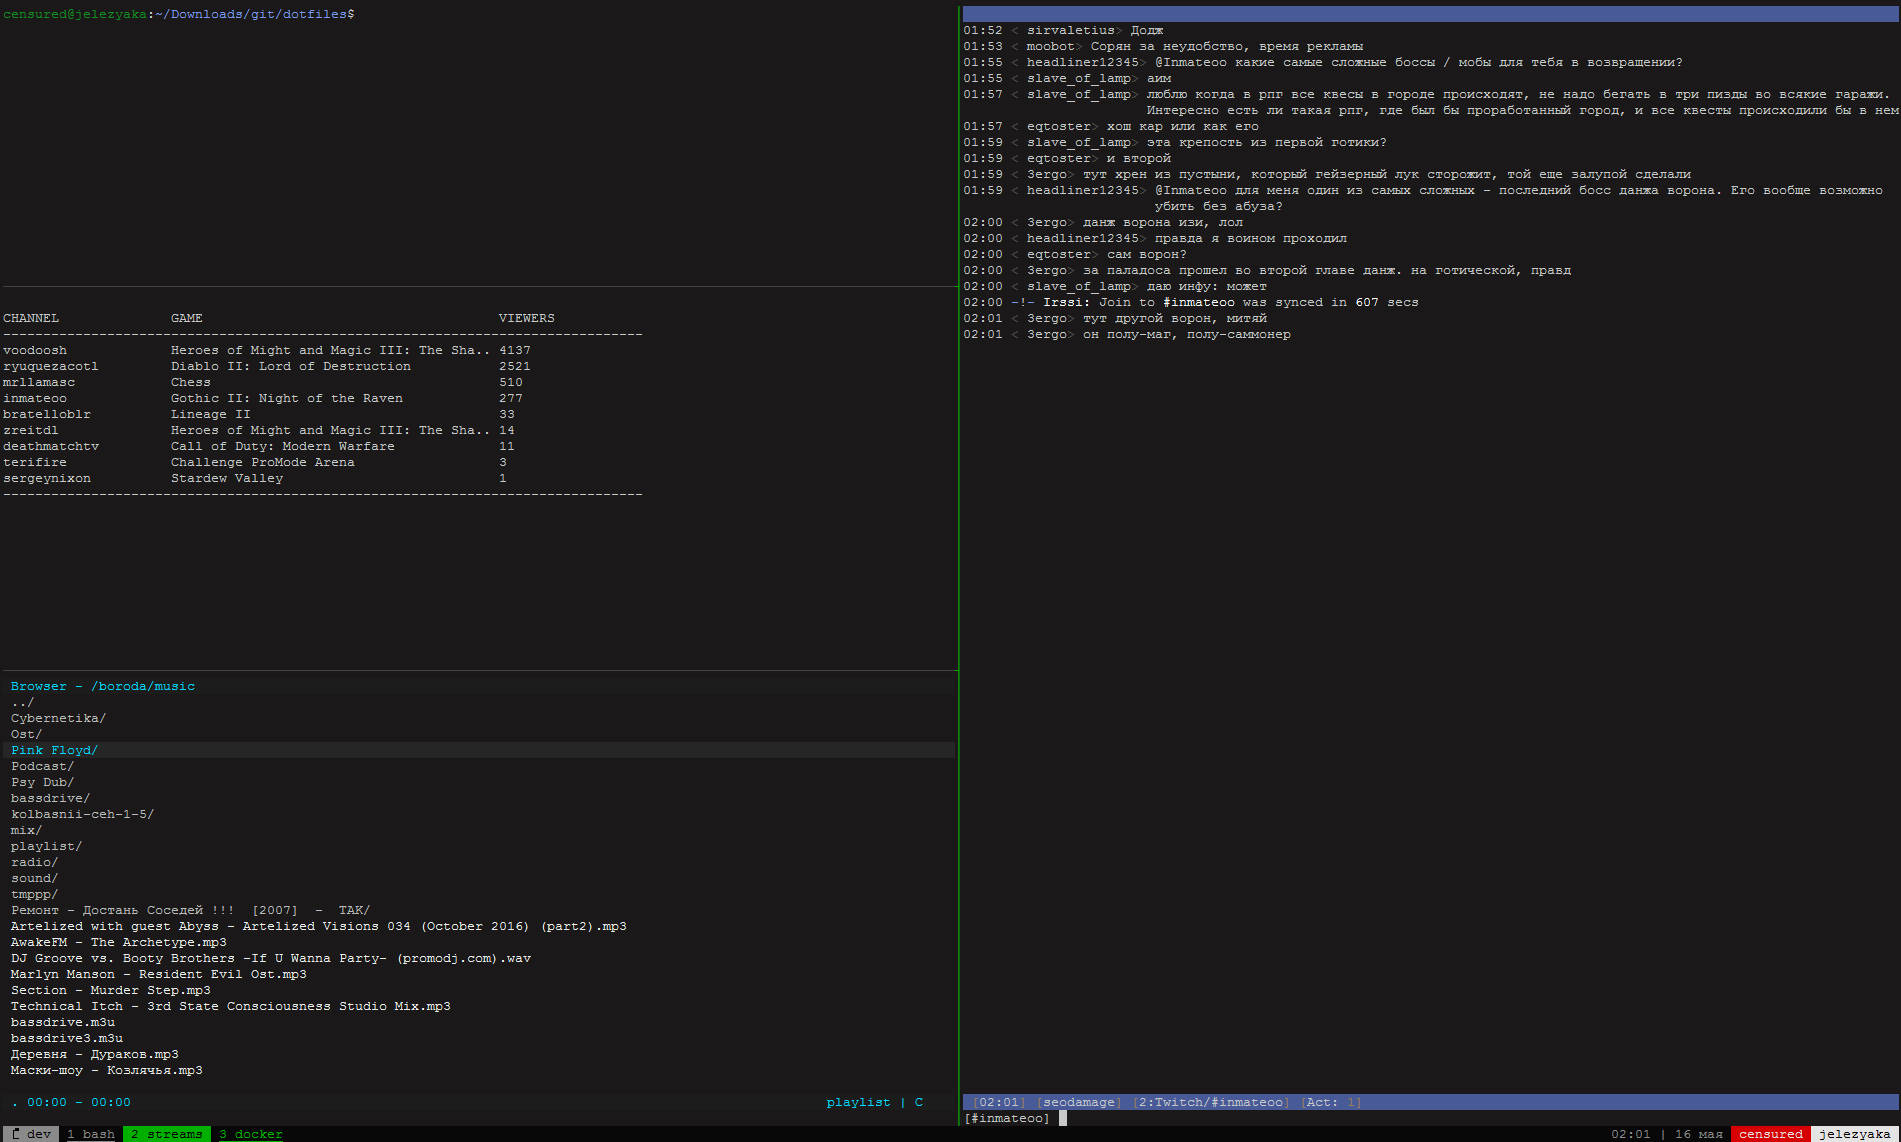 censured@jelezyaka:~/Downloads/git/dotfiles$
CHANNEL GAME VIEWERS
--------------------------------------------------------------------------------
voodoosh Heroes of Might and Magic III: The Sha.. 4137
ryuquezacotl Diablo II: Lord of Destruction 2521
mrllamasc Chess 510
inmateoo Gothic II: Night of the Raven 277
bratelloblr Lineage II 33
zreitdl Heroes of Might and Magic III: The Sha.. 14
deathmatchtv Call of Duty: Modern Warfare 11
terifire Challenge ProMode Arena 3
sergeynixon Stardew Valley 1
--------------------------------------------------------------------------------
Browser - /boroda/music
../
Cybernetika/
Ost/
Pink Floyd/
Podcast/
Psy Dub/
bassdrive/
kolbasnii-ceh-1-5/
mix/
playlist/
radio/
sound/
tmppp/
Ремонт - Достань Соседей !!! [2007] - ТАК/
Artelized with guest Abyss - Artelized Visions 034 (October 2016) (part2).mp3
AwakeFM - The Archetype.mp3
DJ Groove vs. Booty Brothers -If U Wanna Party- (promodj.com).wav
Marlyn Manson - Resident Evil Ost.mp3
Section - Murder Step.mp3
Technical Itch - 3rd State Consciousness Studio Mix.mp3
bassdrive.m3u
bassdrive3.m3u
Деревня - Дураков.mp3
Маски-шоу - Козлячья.mp3
. 00:00 - 00:00 playlist | C
01:52 < sirvaletius> Додж
01:53 < moobot> Сорян за неудобство, время рекламы
01:55 < headliner12345> @Inmateoo какие самые сложные боссы / мобы для тебя в возвращении?
01:55 < slave_of_lamp> аим
01:57 < slave_of_lamp> люблю когда в рпг все квесы в городе происходят, не надо бегать в три пизды во всякие гаражи.
Интересно есть ли такая рпг, где был бы проработанный город, и все квесты происходили бы в нем
01:57 < eqtoster> хош кар или как его
01:59 < slave_of_lamp> эта крепость из первой готики?
01:59 < eqtoster> и второй
01:59 < 3ergo> тут хрен из пустыни, который гейзерный лук сторожит, той еще залупой сделали
01:59 < headliner12345> @Inmateoo для меня один из самых сложных - последний босс данжа ворона. Его вообще возможно
убить без абуза?
02:00 < 3ergo> данж ворона изи, лол
02:00 < headliner12345> правда я воином проходил
02:00 < eqtoster> сам ворон?
02:00 < 3ergo> за паладоса прошел во второй главе данж. на готической, правд
02:00 < slave_of_lamp> даю инфу: может
02:00 -!- Irssi: Join to #inmateoo was synced in 607 secs
02:01 < 3ergo> тут другой ворон, митяй
02:01 < 3ergo> он полу-маг, полу-саммонер
[02:01] [seodamage] [2:Twitch/#inmateoo] [Act: 1]
[#inmateoo]
dev 1 bash 2 streams 3 docker 02:01 | 16 мая censured jelezyaka